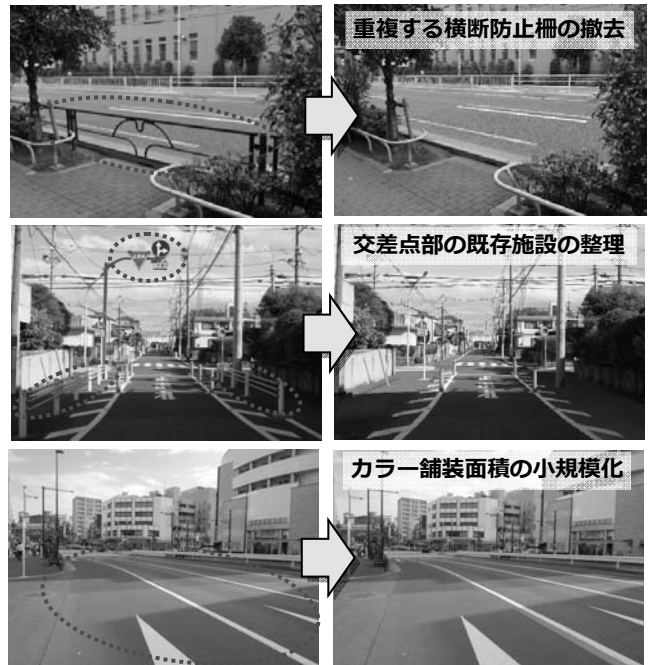 重複する横断防止柵の撤去
交差点部の既存施設の整理
カラー舗装面積の小規模化